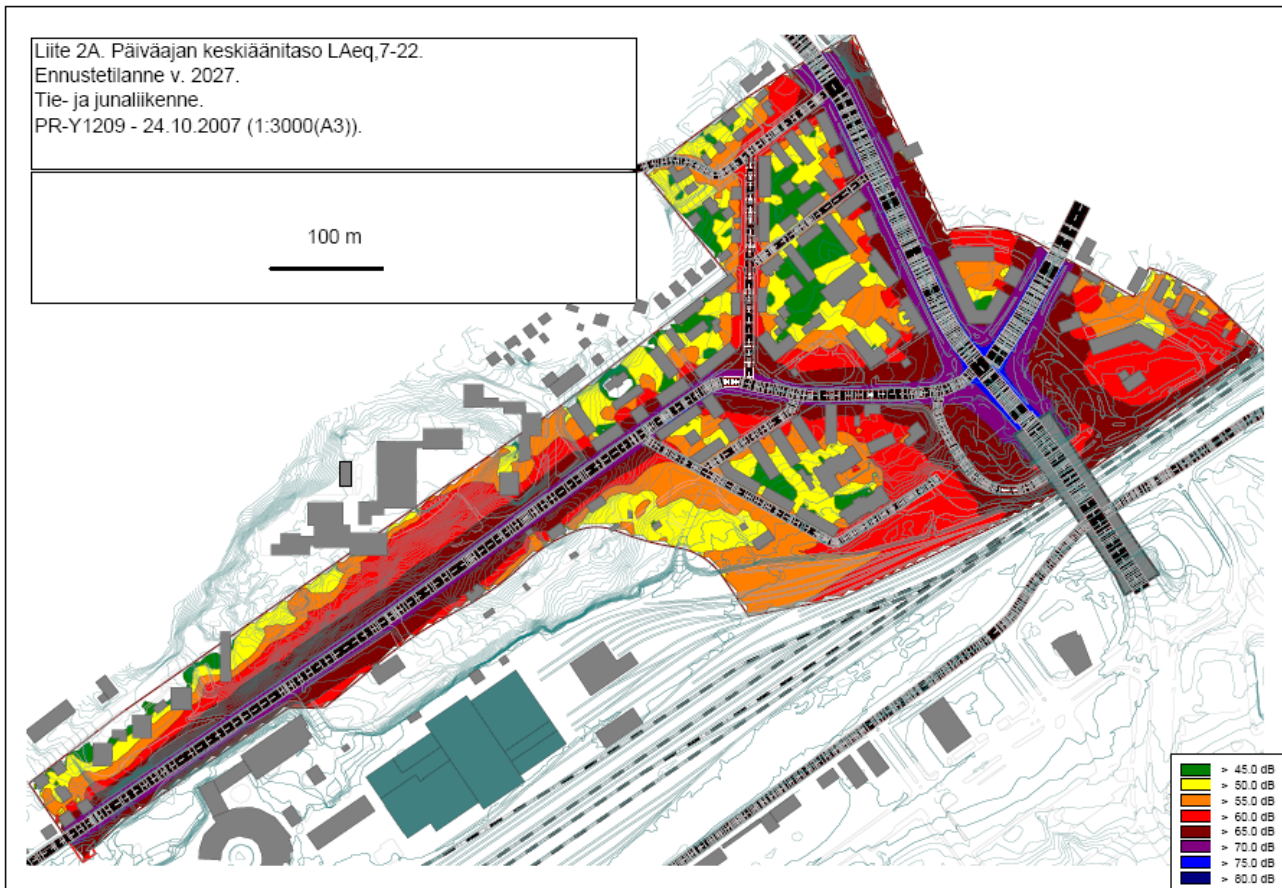 Liite 2A. Päiväajan keskiäänitaso LAeq,7-22.
Ennustetilanne v. 2027.
Tie- ja junaliikenne.
PR-Y1209 - 24.10.2007 (1:3000(A3)).
100 m
> 45.0 dB
> 50.0 dB
> 55.0 dB
> 60.0 dB
> 65.0 dB
> 70.0 dB
> 75.0 dB
> 80.0 dB